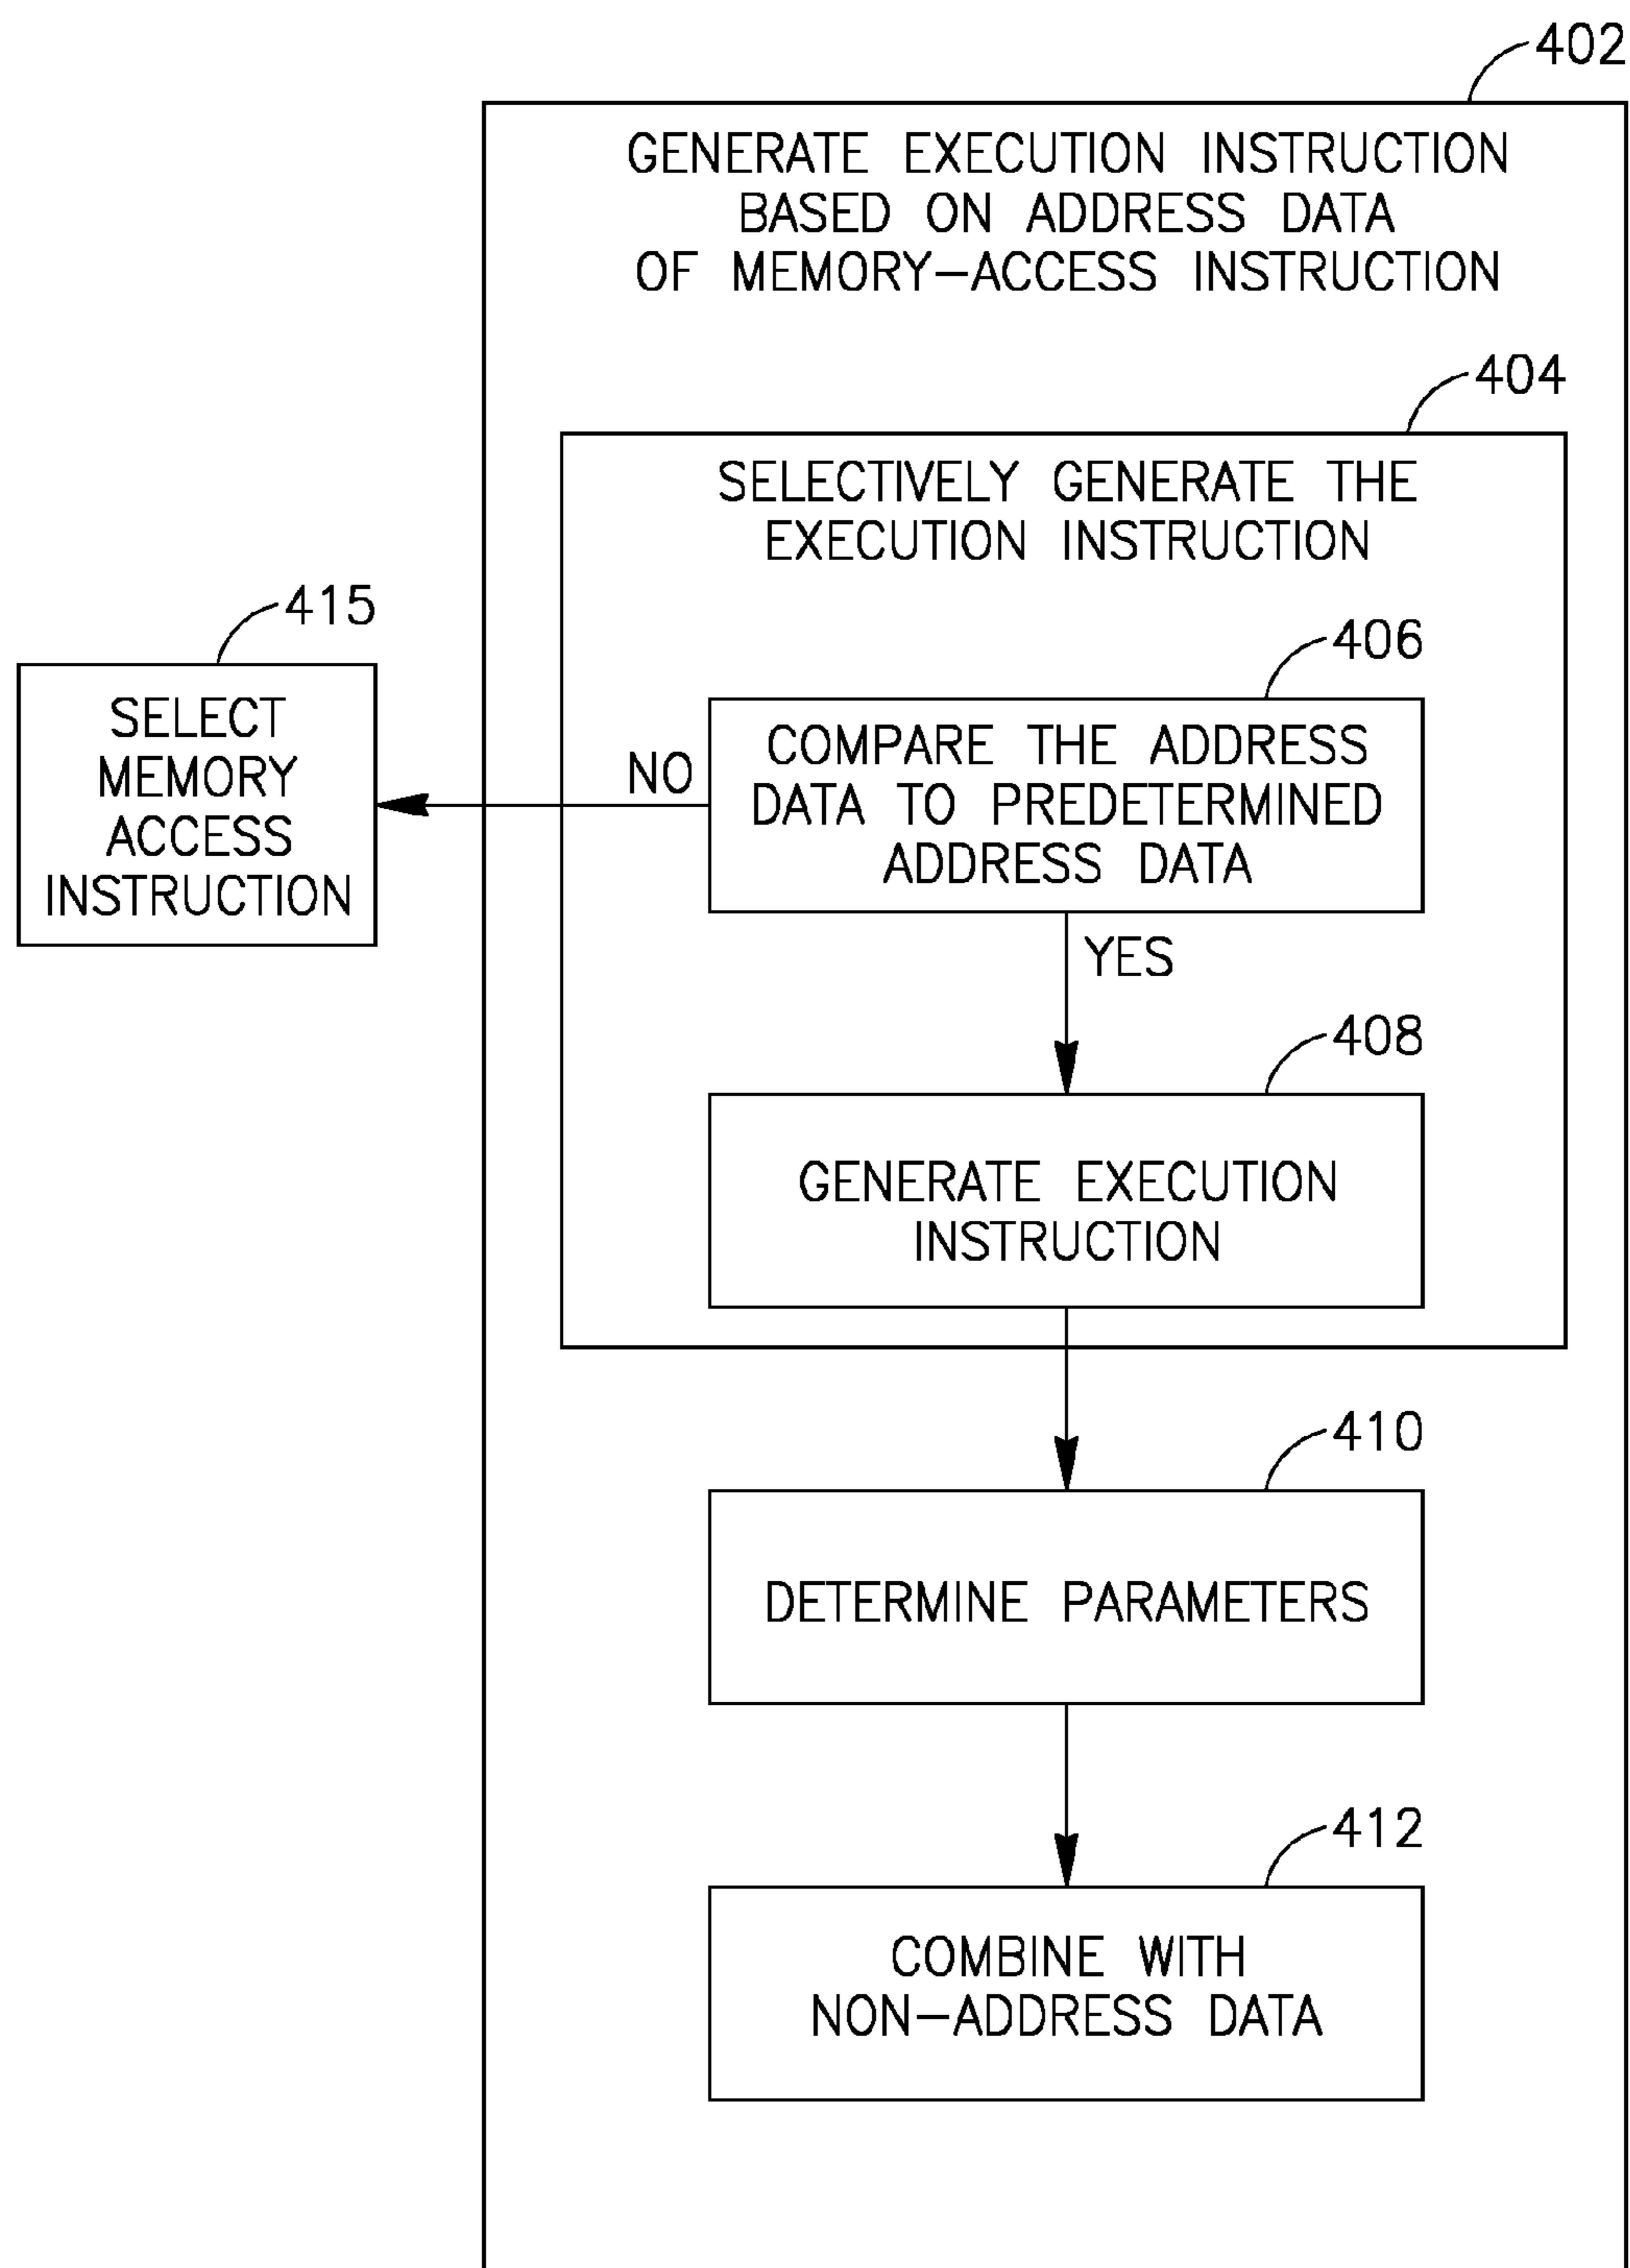 402
GENERATE EXECUTION INSTRUCTION
BASED ON ADDRESS DATA
OF MEMORY-ACCESS INSTRUCTION
404
SELECTIVELY GENERATE THE
EXECUTION INSTRUCTION
415
SELECT
MEMORY
ACCESS
INSTRUCTION
406
COMPARE THE ADDRESS
DATA TO PREDETERMINED
ADDRESS DATA
NO
YES
408
GENERATE EXECUTION
INSTRUCTION
410
DETERMINE PARAMETERS
412
COMBINE WITH
NON-ADDRESS DATA